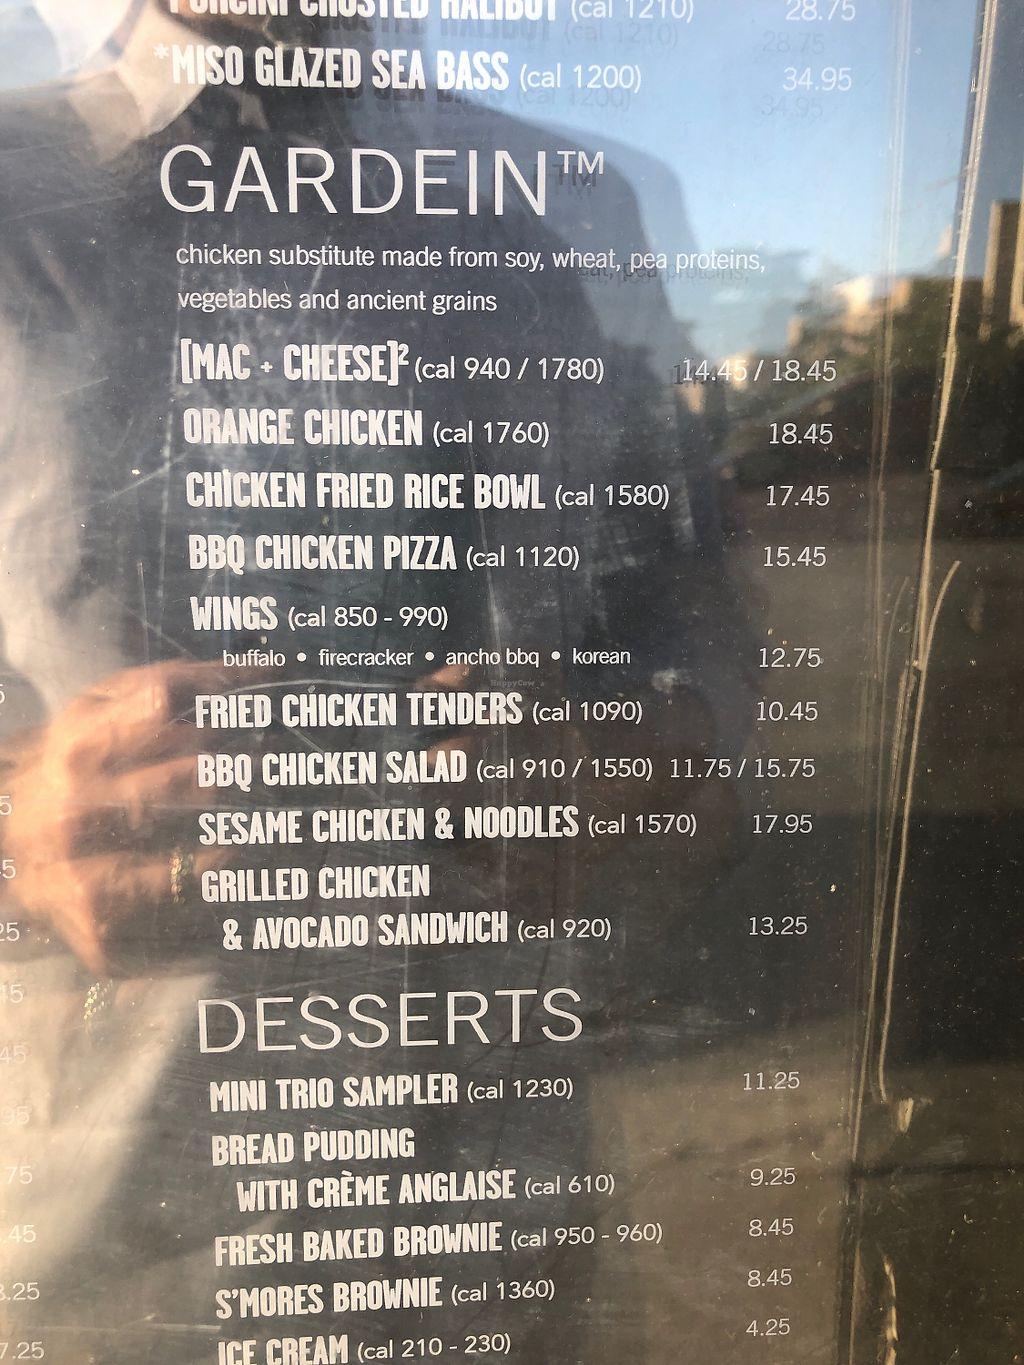 PORCINI CRUSTED HALIBUT (cal 1210) 28.75
*MISO GLAZED SEA BASS (cal 1200) 34.95
GARDEIN™
chicken substitute made from soy, wheat, pea proteins,
vegetables and ancient grains
[MAC + CHEESE]² (cal 940 / 1780) 14.45 / 18.45
ORANGE CHICKEN (cal 1760) 18.45
CHICKEN FRIED RICE BOWL (cal 1580) 17.45
BBQ CHICKEN PIZZA (cal 1120) 15.45
WINGS (cal 850 - 990)
buffalo • firecracker • ancho bbq • korean 12.75
FRIED CHICKEN TENDERS (cal 1090) 10.45
BBQ CHICKEN SALAD (cal 910 / 1550) 11.75 / 15.75
SESAME CHICKEN & NOODLES (cal 1570) 17.95
GRILLED CHICKEN
& AVOCADO SANDWICH (cal 920) 13.25
DESSERTS
MINI TRIO SAMPLER (cal 1230) 11.25
BREAD PUDDING
WITH CRÈME ANGLAISE (cal 610) 9.25
FRESH BAKED BROWNIE (cal 950 - 960) 8.45
S'MORES BROWNIE (cal 1360) 8.45
ICE CREAM (cal 210 - 230) 4.25